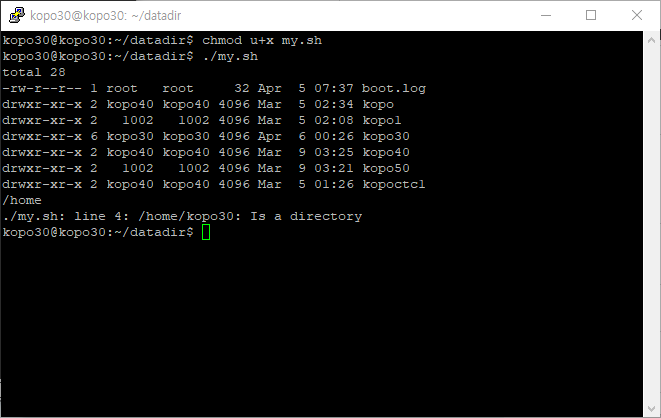 kopo30@kopo30: ~/datadir
kopo30@kopo30:~/datadir$ chmod u+x my.sh
kopo30@kopo30:~/datadir$ ./my.sh
total 28
-rw-r--r-- 1 root   root     32 Apr  5 07:37 boot.log
drwxr-xr-x 2 kopo40 kopo40 4096 Mar  5 02:34 kopo
drwxr-xr-x 2   1002   1002 4096 Mar  5 02:08 kopo1
drwxr-xr-x 6 kopo30 kopo30 4096 Apr  6 00:26 kopo30
drwxr-xr-x 2 kopo40 kopo40 4096 Mar  9 03:25 kopo40
drwxr-xr-x 2   1002   1002 4096 Mar  9 03:21 kopo50
drwxr-xr-x 2 kopo40 kopo40 4096 Mar  5 01:26 kopoctcl
/home
./my.sh: line 4: /home/kopo30: Is a directory
kopo30@kopo30:~/datadir$